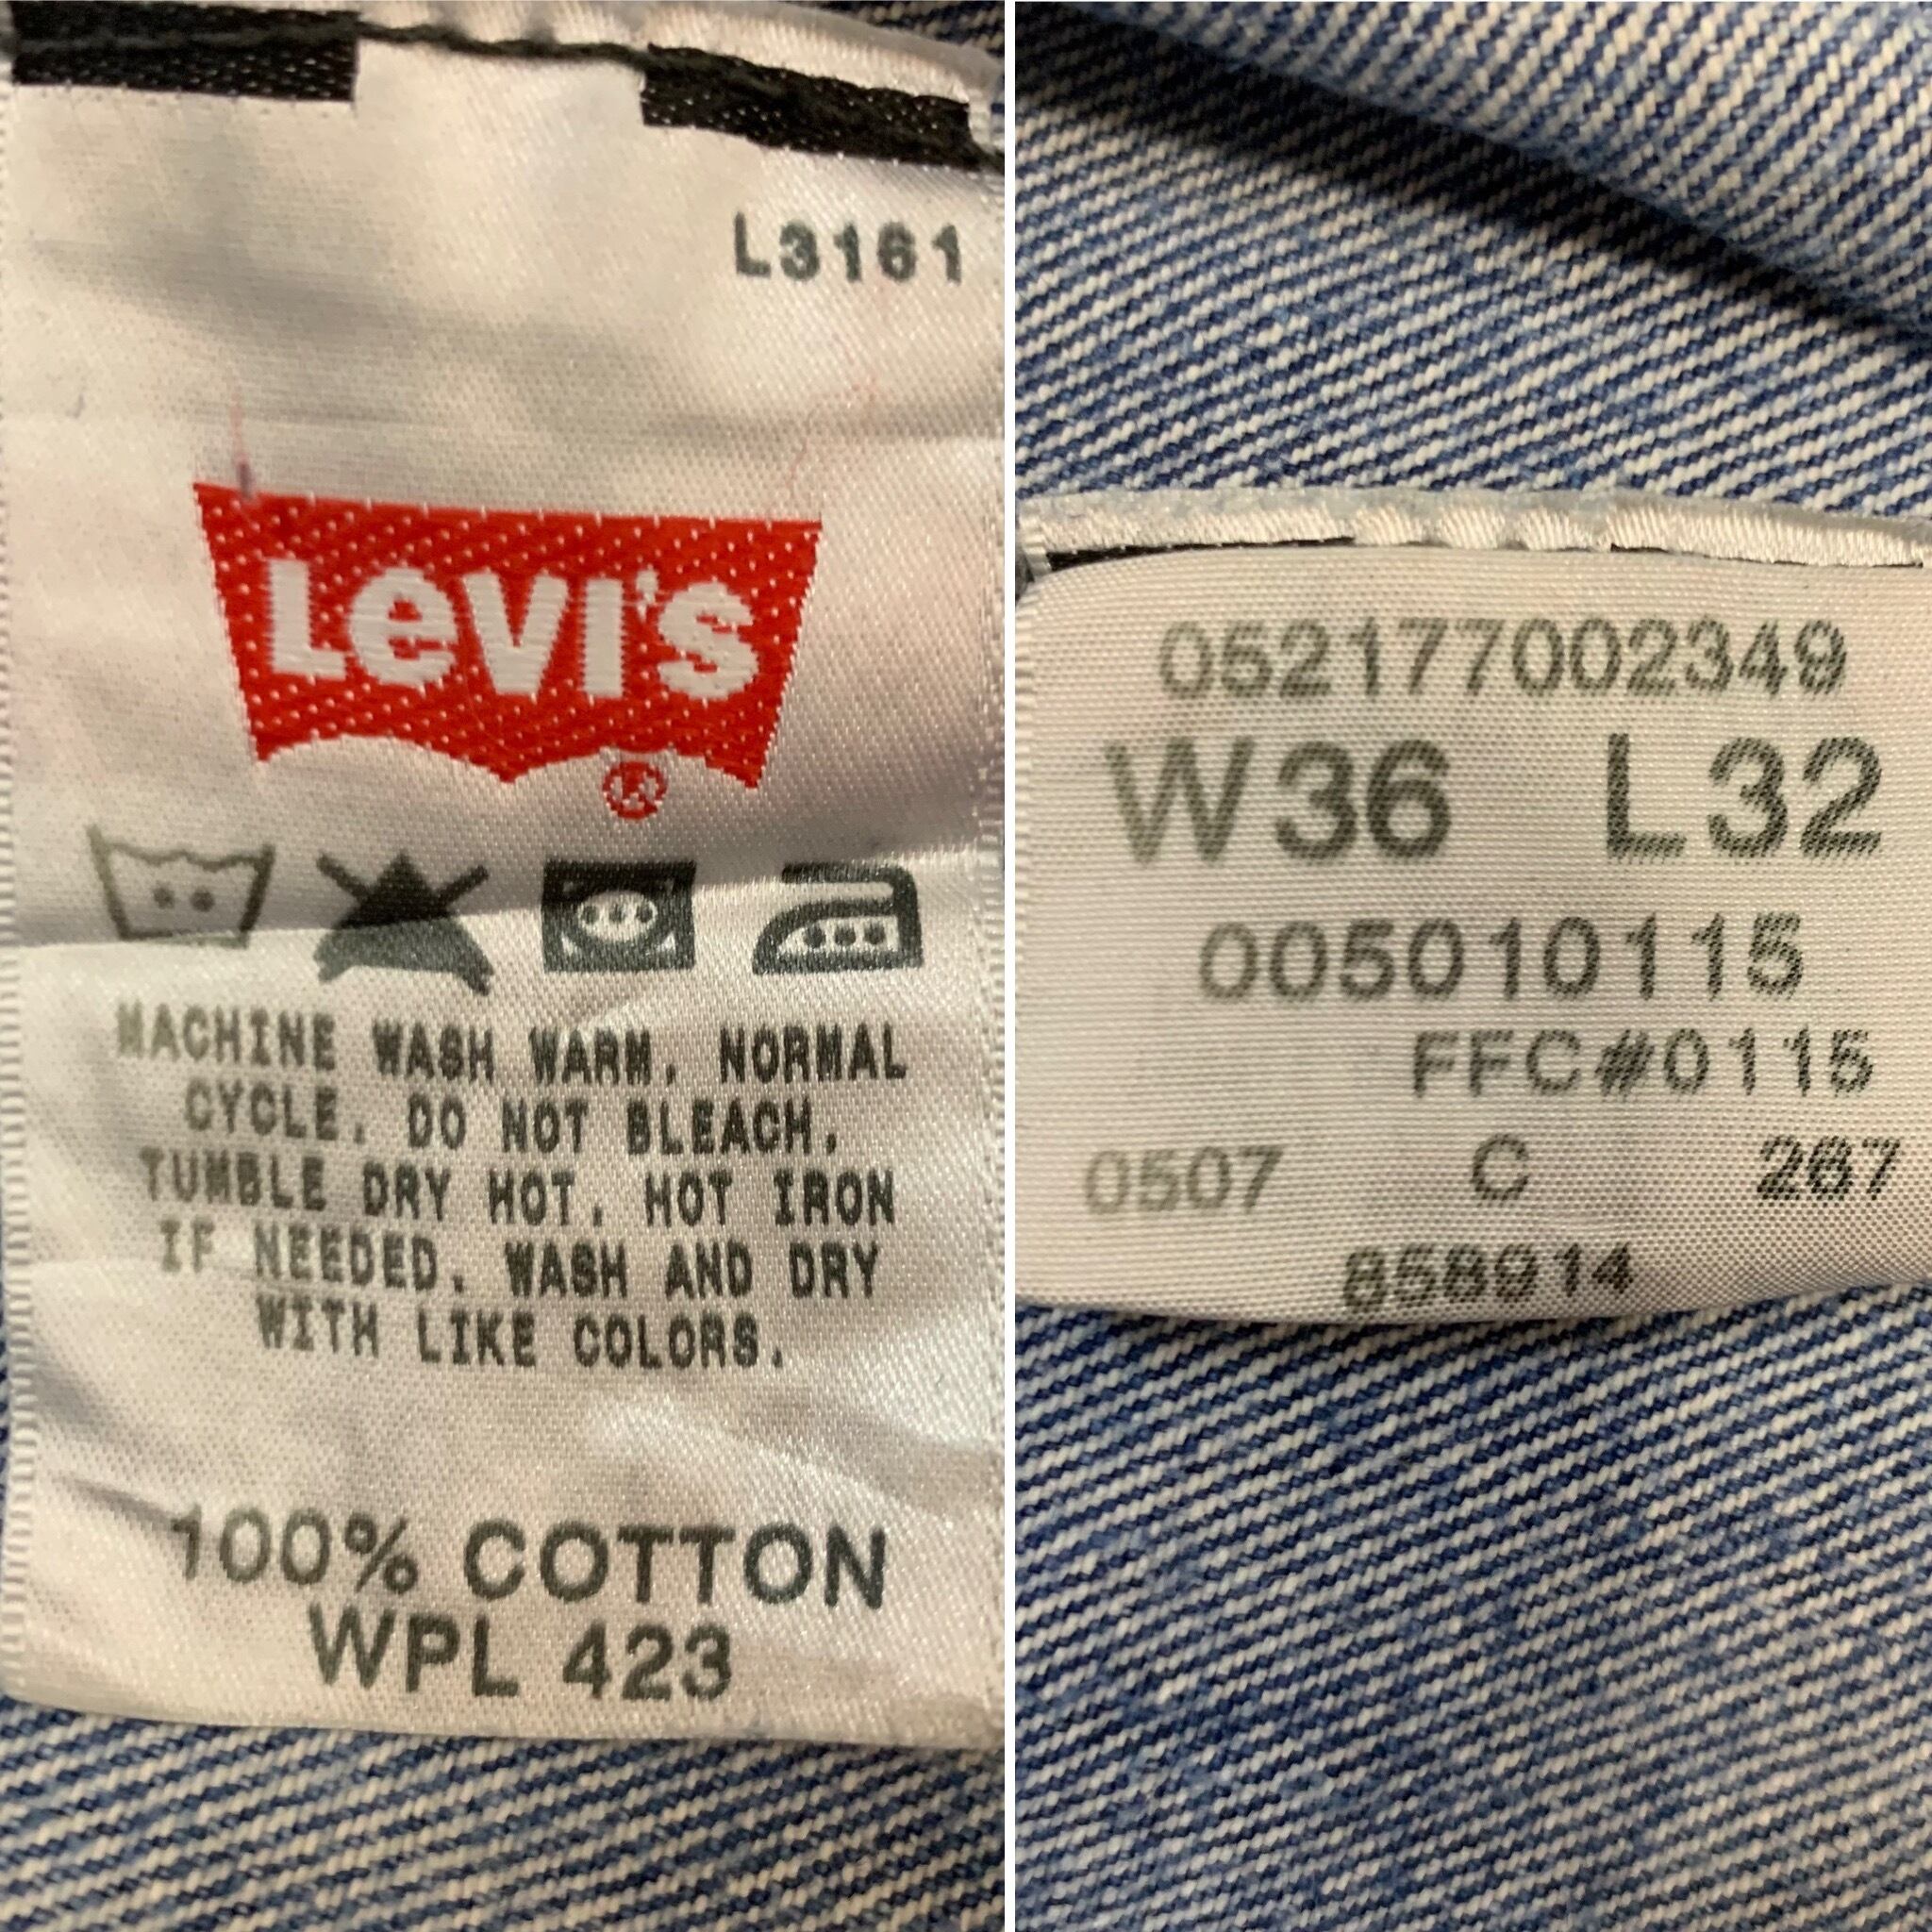 L3161
Levi's
®
MACHINE WASH WARM, NORMAL
CYCLE, DO NOT BLEACH,
TUMBLE DRY HOT, HOT IRON
IF NEEDED. WASH AND DRY
WITH LIKE COLORS.
100% COTTON
WPL 423
052177002349
W36 L32
005010115
FFC#0115
0507 C 267
858914